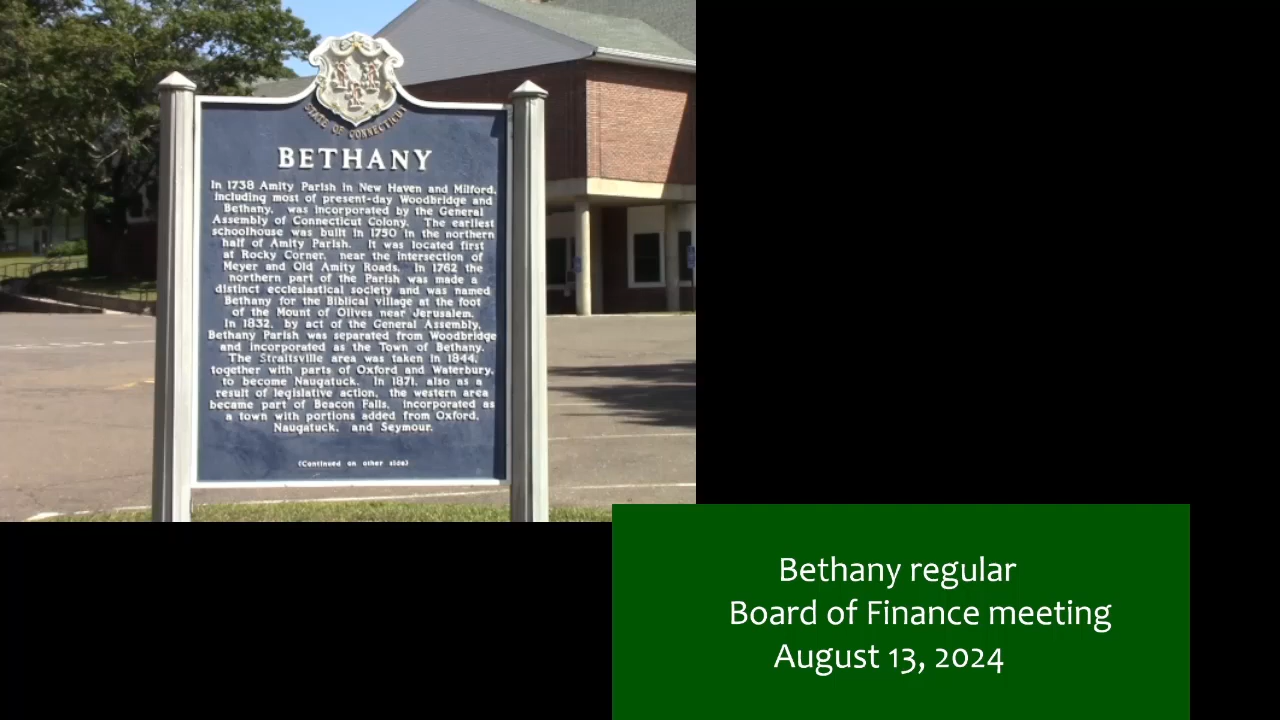 STATE OF CONNECTICUT
BETHANY
In 1738 Amity Parish in New Haven and Milford,
including most of present-day Woodbridge and
Bethany, was incorporated by the General
Assembly of Connecticut Colony. The earliest
schoolhouse was built in 1750 in the northern
half of Amity Parish. It was located first
at Rocky Corner, near the intersection of
Meyer and Old Amity Roads. In 1762 the
northern part of the Parish was made a
distinct ecclesiastical society and was named
Bethany for the Biblical village at the foot
of the Mount of Olives near Jerusalem.
In 1832, by act of the General Assembly,
Bethany Parish was separated from Woodbridge
and incorporated as the Town of Bethany.
The Straitsville area was taken in 1844,
together with parts of Oxford and Waterbury,
to become Naugatuck. In 1871, also as a
result of legislative action, the western area
became part of Beacon Falls, incorporated as
a town with portions added from Oxford,
Naugatuck, and Seymour.
(Continued on other side)
Bethany regular
Board of Finance meeting
August 13, 2024